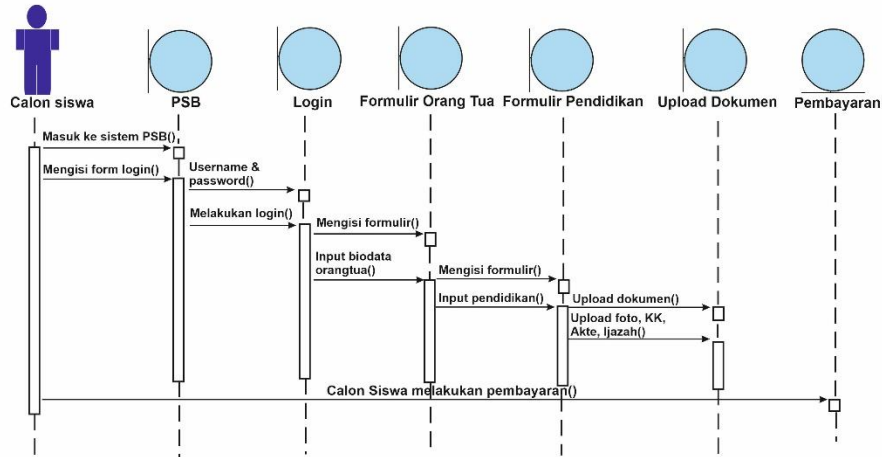 Calon siswa
PSB
Login
Formulir Orang Tua
Formulir Pendidikan
Upload Dokumen
Pembayaran
Masuk ke sistem PSB()
Mengisi form login()
Username &
password()
Melakukan login()
Mengisi formulir()
Input biodata
orangtua()
Mengisi formulir()
Input pendidikan()
Upload dokumen()
Upload foto, KK,
Akte, Ijazah()
Calon Siswa melakukan pembayaran()